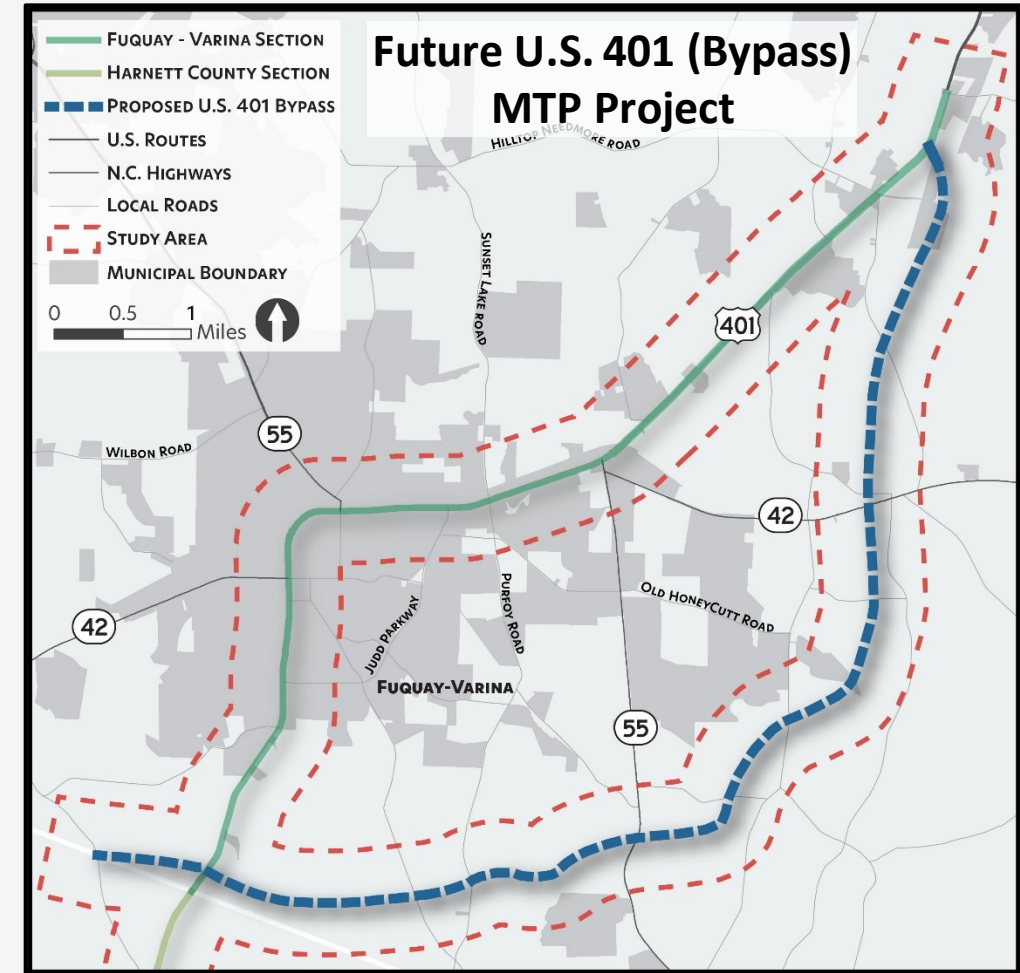 Future U.S. 401 (Bypass)
MTP Project
FUQUAY - VARINA SECTION
HARNETT COUNTY SECTION
PROPOSED U.S. 401 BYPASS
U.S. ROUTES
N.C. HIGHWAYS
LOCAL ROADS
STUDY AREA
MUNICIPAL BOUNDARY
0 0.5 1
Miles
HILLTOP NEEDMORE ROAD
SUNSET LAKE ROAD
401
55
WILBON ROAD
42
42
OLD HONEYCUTT ROAD
PURFOY ROAD
JUDD PARKWAY
FUQUAY-VARINA
55